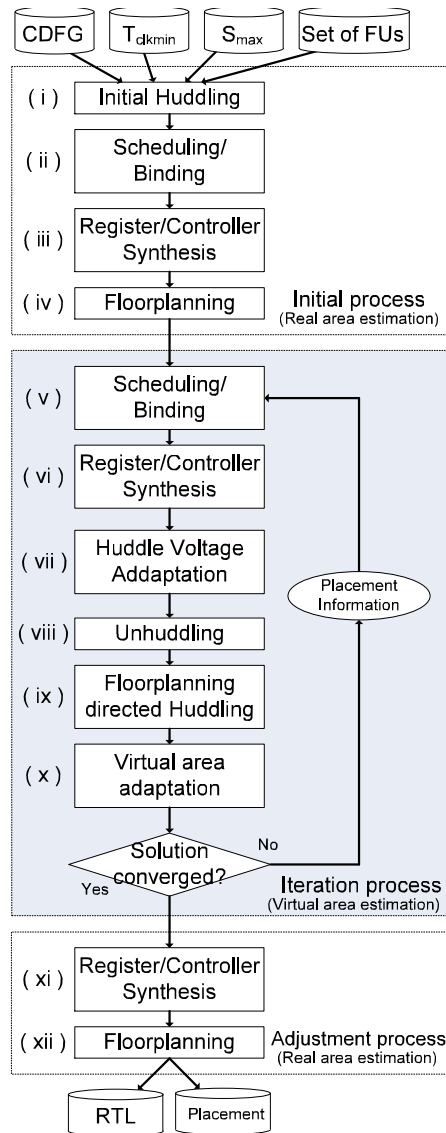 CDFG
Tclkmin
Smax
Set of FUs
( i )
Initial Huddling
( ii )
Scheduling/
Binding
( iii )
Register/Controller
Synthesis
( iv )
Floorplanning
Initial process
(Real area estimation)
( v )
Scheduling/
Binding
( vi )
Register/Controller
Synthesis
( vii )
Huddle Voltage
Addaptation
Placement
Information
( viii )
Unhuddling
( ix )
Floorplanning
directed Huddling
( x )
Virtual area
adaptation
Solution
converged?
No
Yes
Iteration process
(Virtual area estimation)
( xi )
Register/Controller
Synthesis
( xii )
Floorplanning
Adjustment process
(Real area estimation)
RTL
Placement